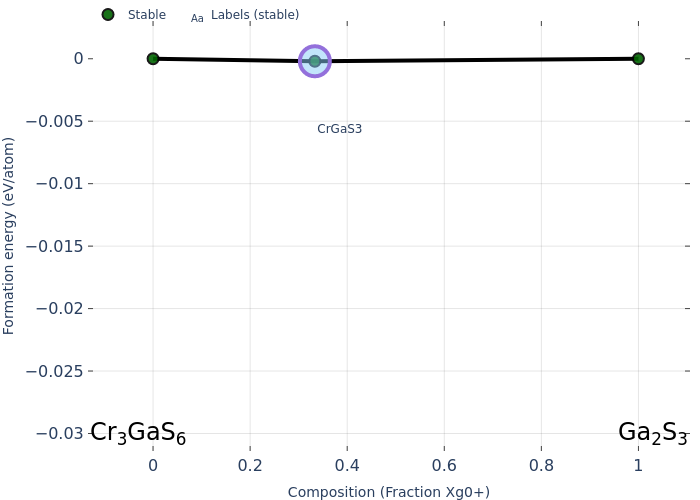 Stable
Aa Labels (stable)
0
−0.005
−0.01
−0.015
−0.02
−0.025
−0.03
Formation energy (eV/atom)
CrGaS3
Cr₃GaS₆
Ga₂S₃
0 0.2 0.4 0.6 0.8 1
Composition (Fraction Xg0+)